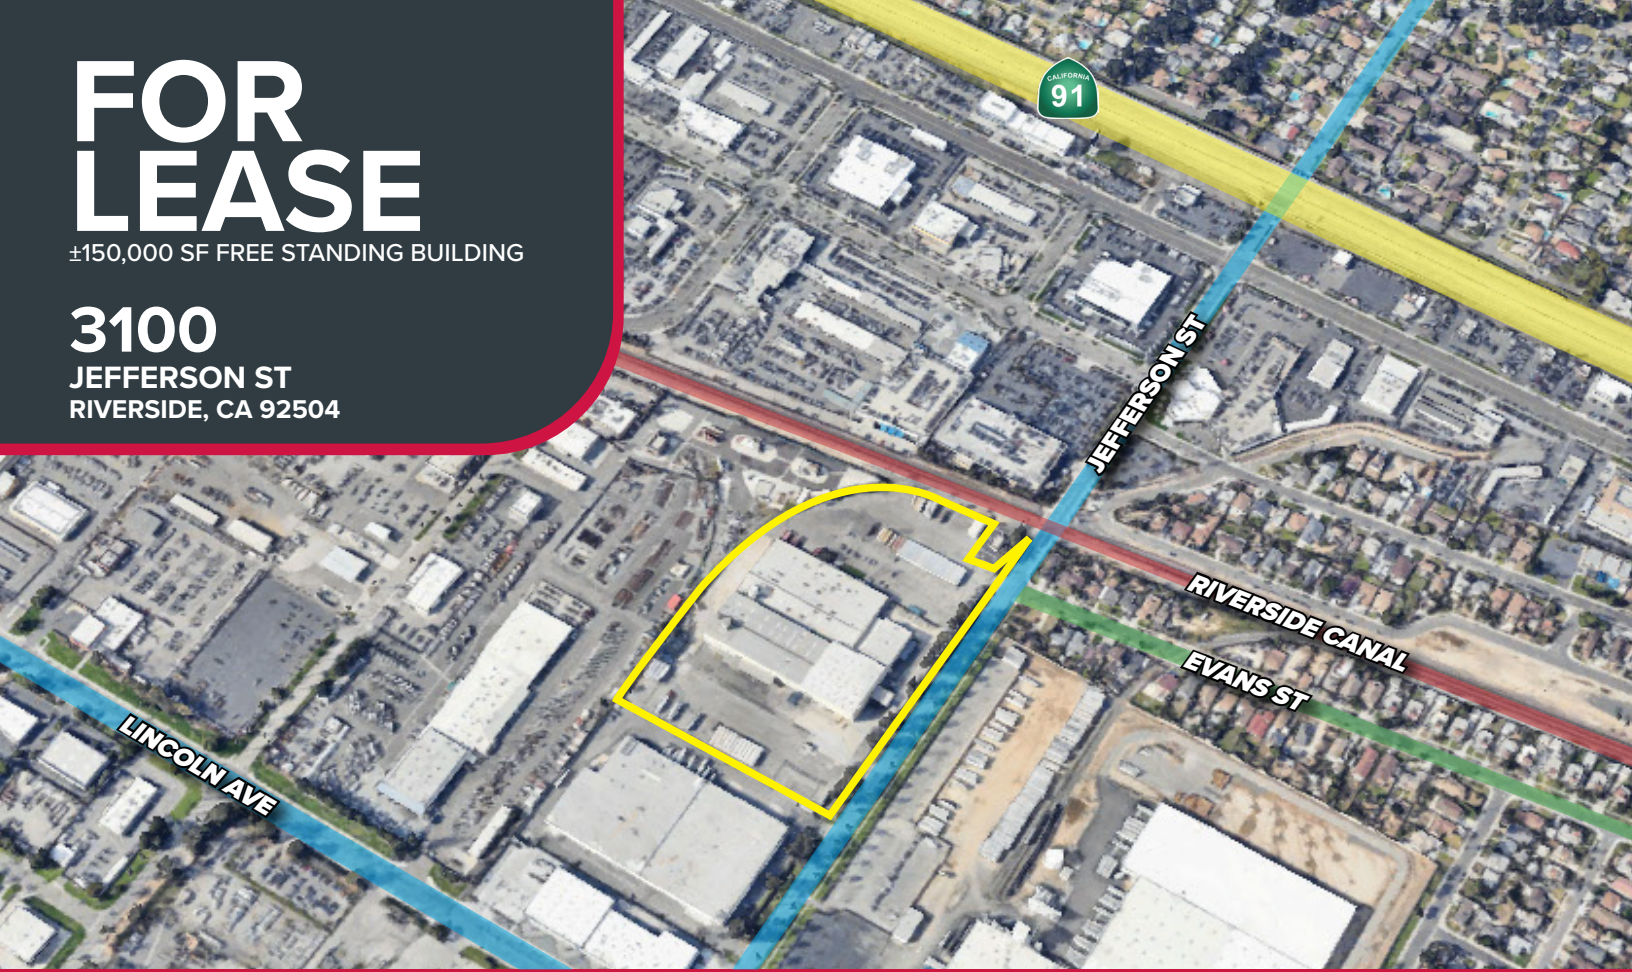 FOR
LEASE
±150,000 SF FREE STANDING BUILDING
3100
JEFFERSON ST
RIVERSIDE, CA 92504
CALIFORNIA
91
JEFFERSON ST
RIVERSIDE CANAL
EVANS ST
LINCOLN AVE